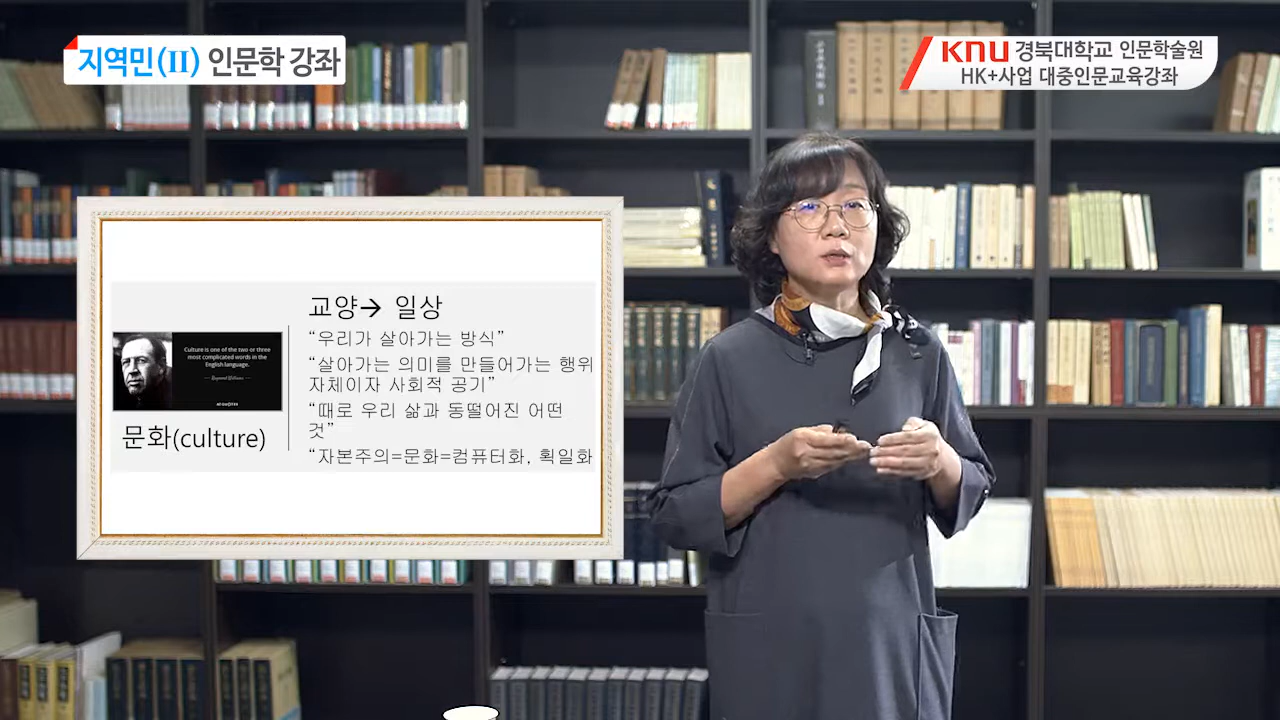 지역민(II) 인문학 강좌
KNU 경북대학교 인문학술원
HK+사업 대중인문교육강좌
Culture is one of the two or three
most complicated words in the
English language.
Raymond Williams
AZ QUOTES
문화(culture)
교양→ 일상
“우리가 살아가는 방식”
“살아가는 의미를 만들어가는 행위
자체이자 사회적 공기”
“때로 우리 삶과 동떨어진 어떤
것”
“자본주의=문화=컴퓨터화, 획일화